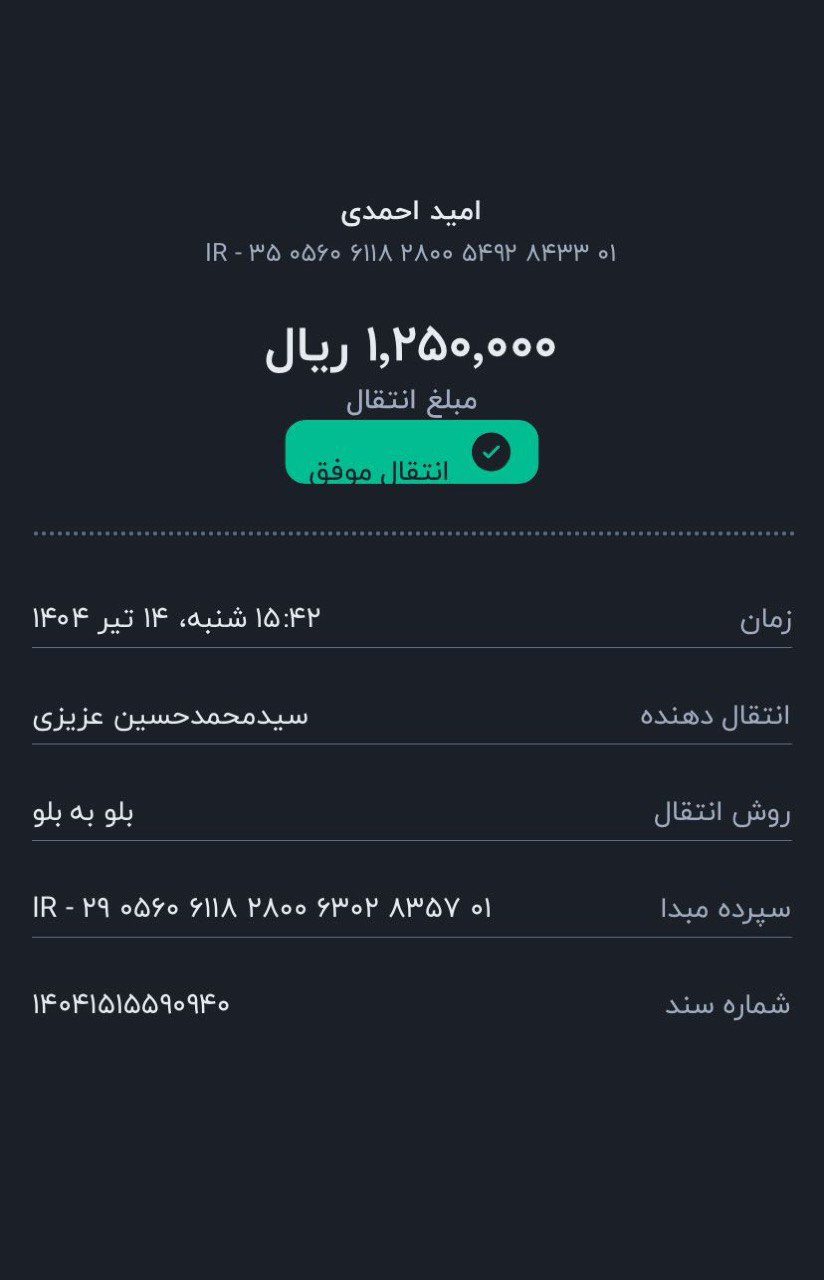 امید احمدی
IR - ۳۵ ۰۵۶۰ ۶۱۱۸ ۲۸۰۰ ۵۴۹۲ ۸۴۳۳ ۰۱
۱,۲۵۰,۰۰۰ ریال
مبلغ انتقال
انتقال موفق
زمان ۱۵:۴۲ شنبه، ۱۴ تیر ۱۴۰۴
انتقال دهنده سیدمحمدحسین عزیزی
روش انتقال بلو به بلو
سپرده مبدا IR - ۲۹ ۰۵۶۰ ۶۱۱۸ ۲۸۰۰ ۶۳۰۲ ۸۳۵۷ ۰۱
شماره سند ۱۴۰۴۱۵۱۵۵۹۰۹۴۰